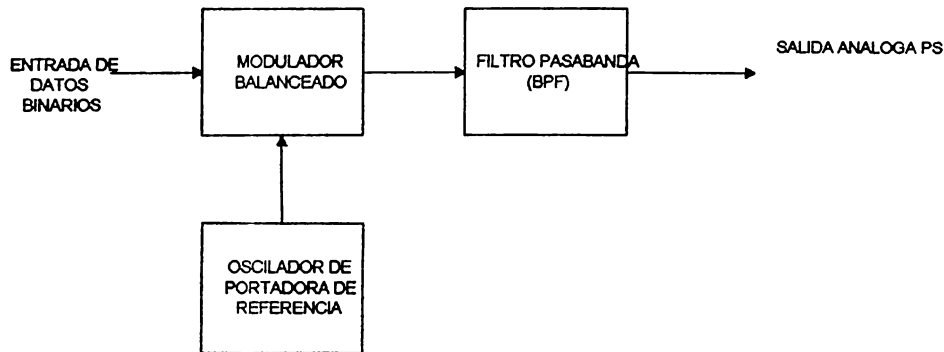 ENTRADA DE
DATOS
BINARIOS
MODULADOR
BALANCEADO
FILTRO PASABANDA
(BPF)
SALIDA ANALOGA PS
OSCILADOR DE
PORTADORA DE
REFERENCIA